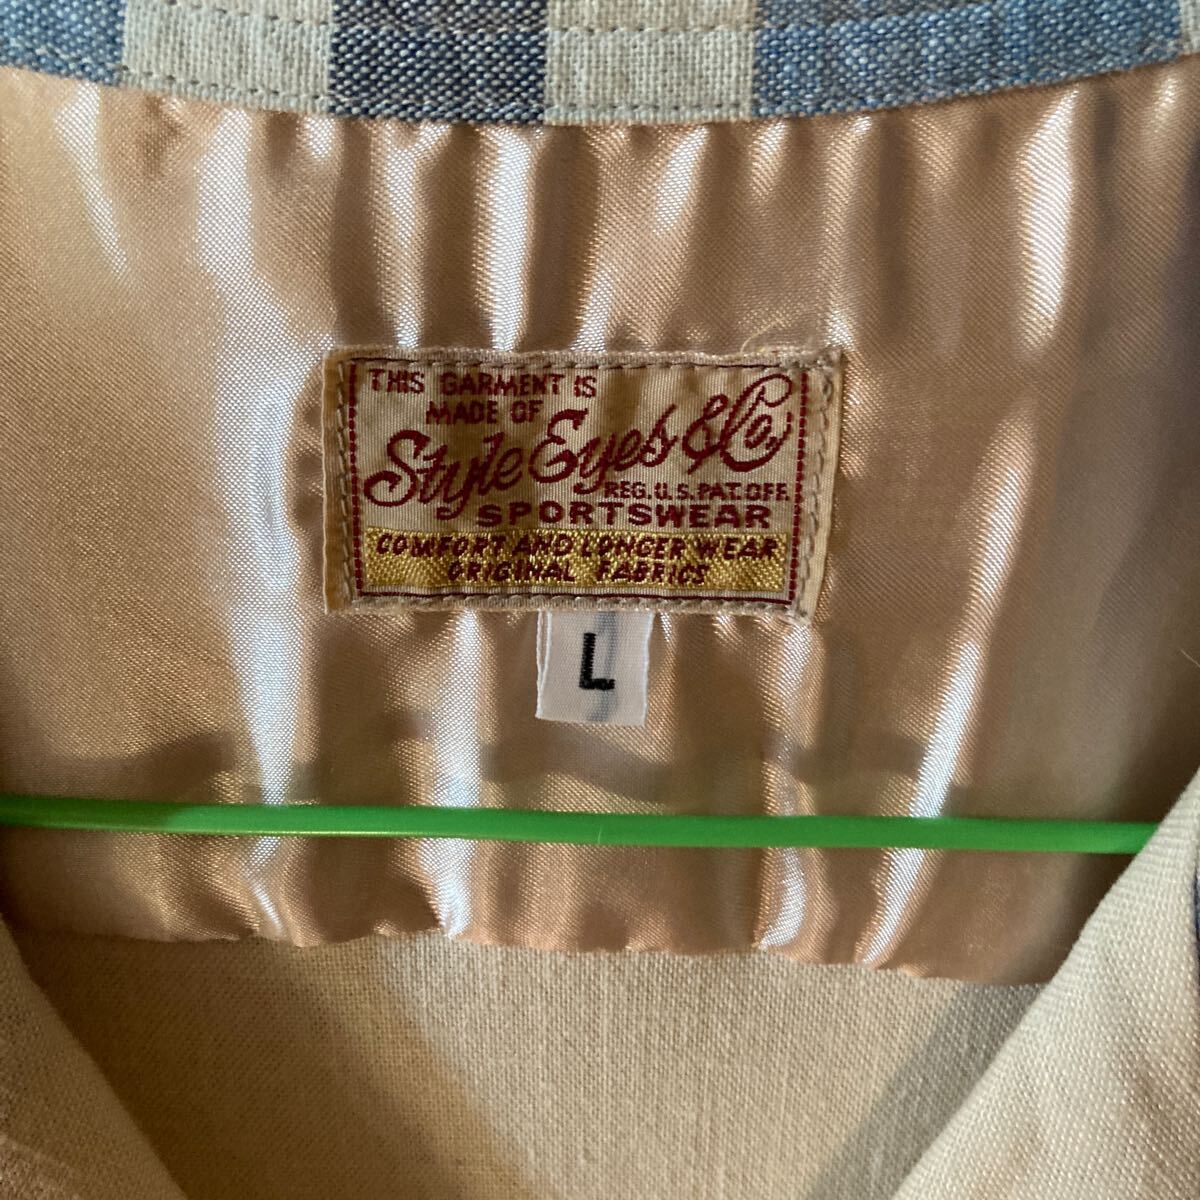 THIS GARMENT IS
MADE OF
Style Eyes & Co.
REG. U.S. PAT. OFF.
SPORTSWEAR
COMFORT AND LONGER WEAR
ORIGINAL FABRICS
L